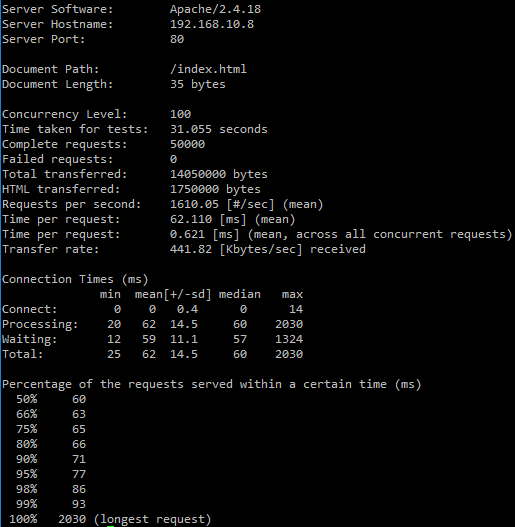 Server Software:        Apache/2.4.18
Server Hostname:        192.168.10.8
Server Port:            80

Document Path:          /index.html
Document Length:        35 bytes

Concurrency Level:      100
Time taken for tests:   31.055 seconds
Complete requests:      50000
Failed requests:        0
Total transferred:      14050000 bytes
HTML transferred:       1750000 bytes
Requests per second:    1610.05 [#/sec] (mean)
Time per request:       62.110 [ms] (mean)
Time per request:       0.621 [ms] (mean, across all concurrent requests)
Transfer rate:          441.82 [Kbytes/sec] received

Connection Times (ms)
              min  mean[+/-sd] median   max
Connect:        0    0   0.4      0      14
Processing:    20   62  14.5     60    2030
Waiting:       12   59  11.1     57    1324
Total:         25   62  14.5     60    2030

Percentage of the requests served within a certain time (ms)
  50%     60
  66%     63
  75%     65
  80%     66
  90%     71
  95%     77
  98%     86
  99%     93
 100%   2030 (longest request)